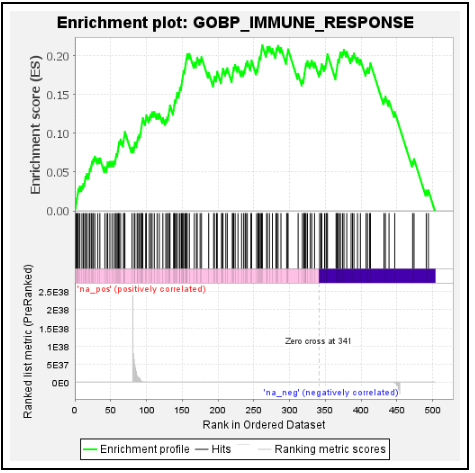 Enrichment plot: GOBP_IMMUNE_RESPONSE
Enrichment score (ES)
0.20
0.15
0.10
0.05
0.00
'na_pos' (positively correlated)
Ranked list metric (PreRanked)
2.5E38
2E38
1.5E38
1E38
5E37
0E0
Zero cross at 341
'na_neg' (negatively correlated)
0 50 100 150 200 250 300 350 400 450 500
Rank in Ordered Dataset
Enrichment profile Hits Ranking metric scores